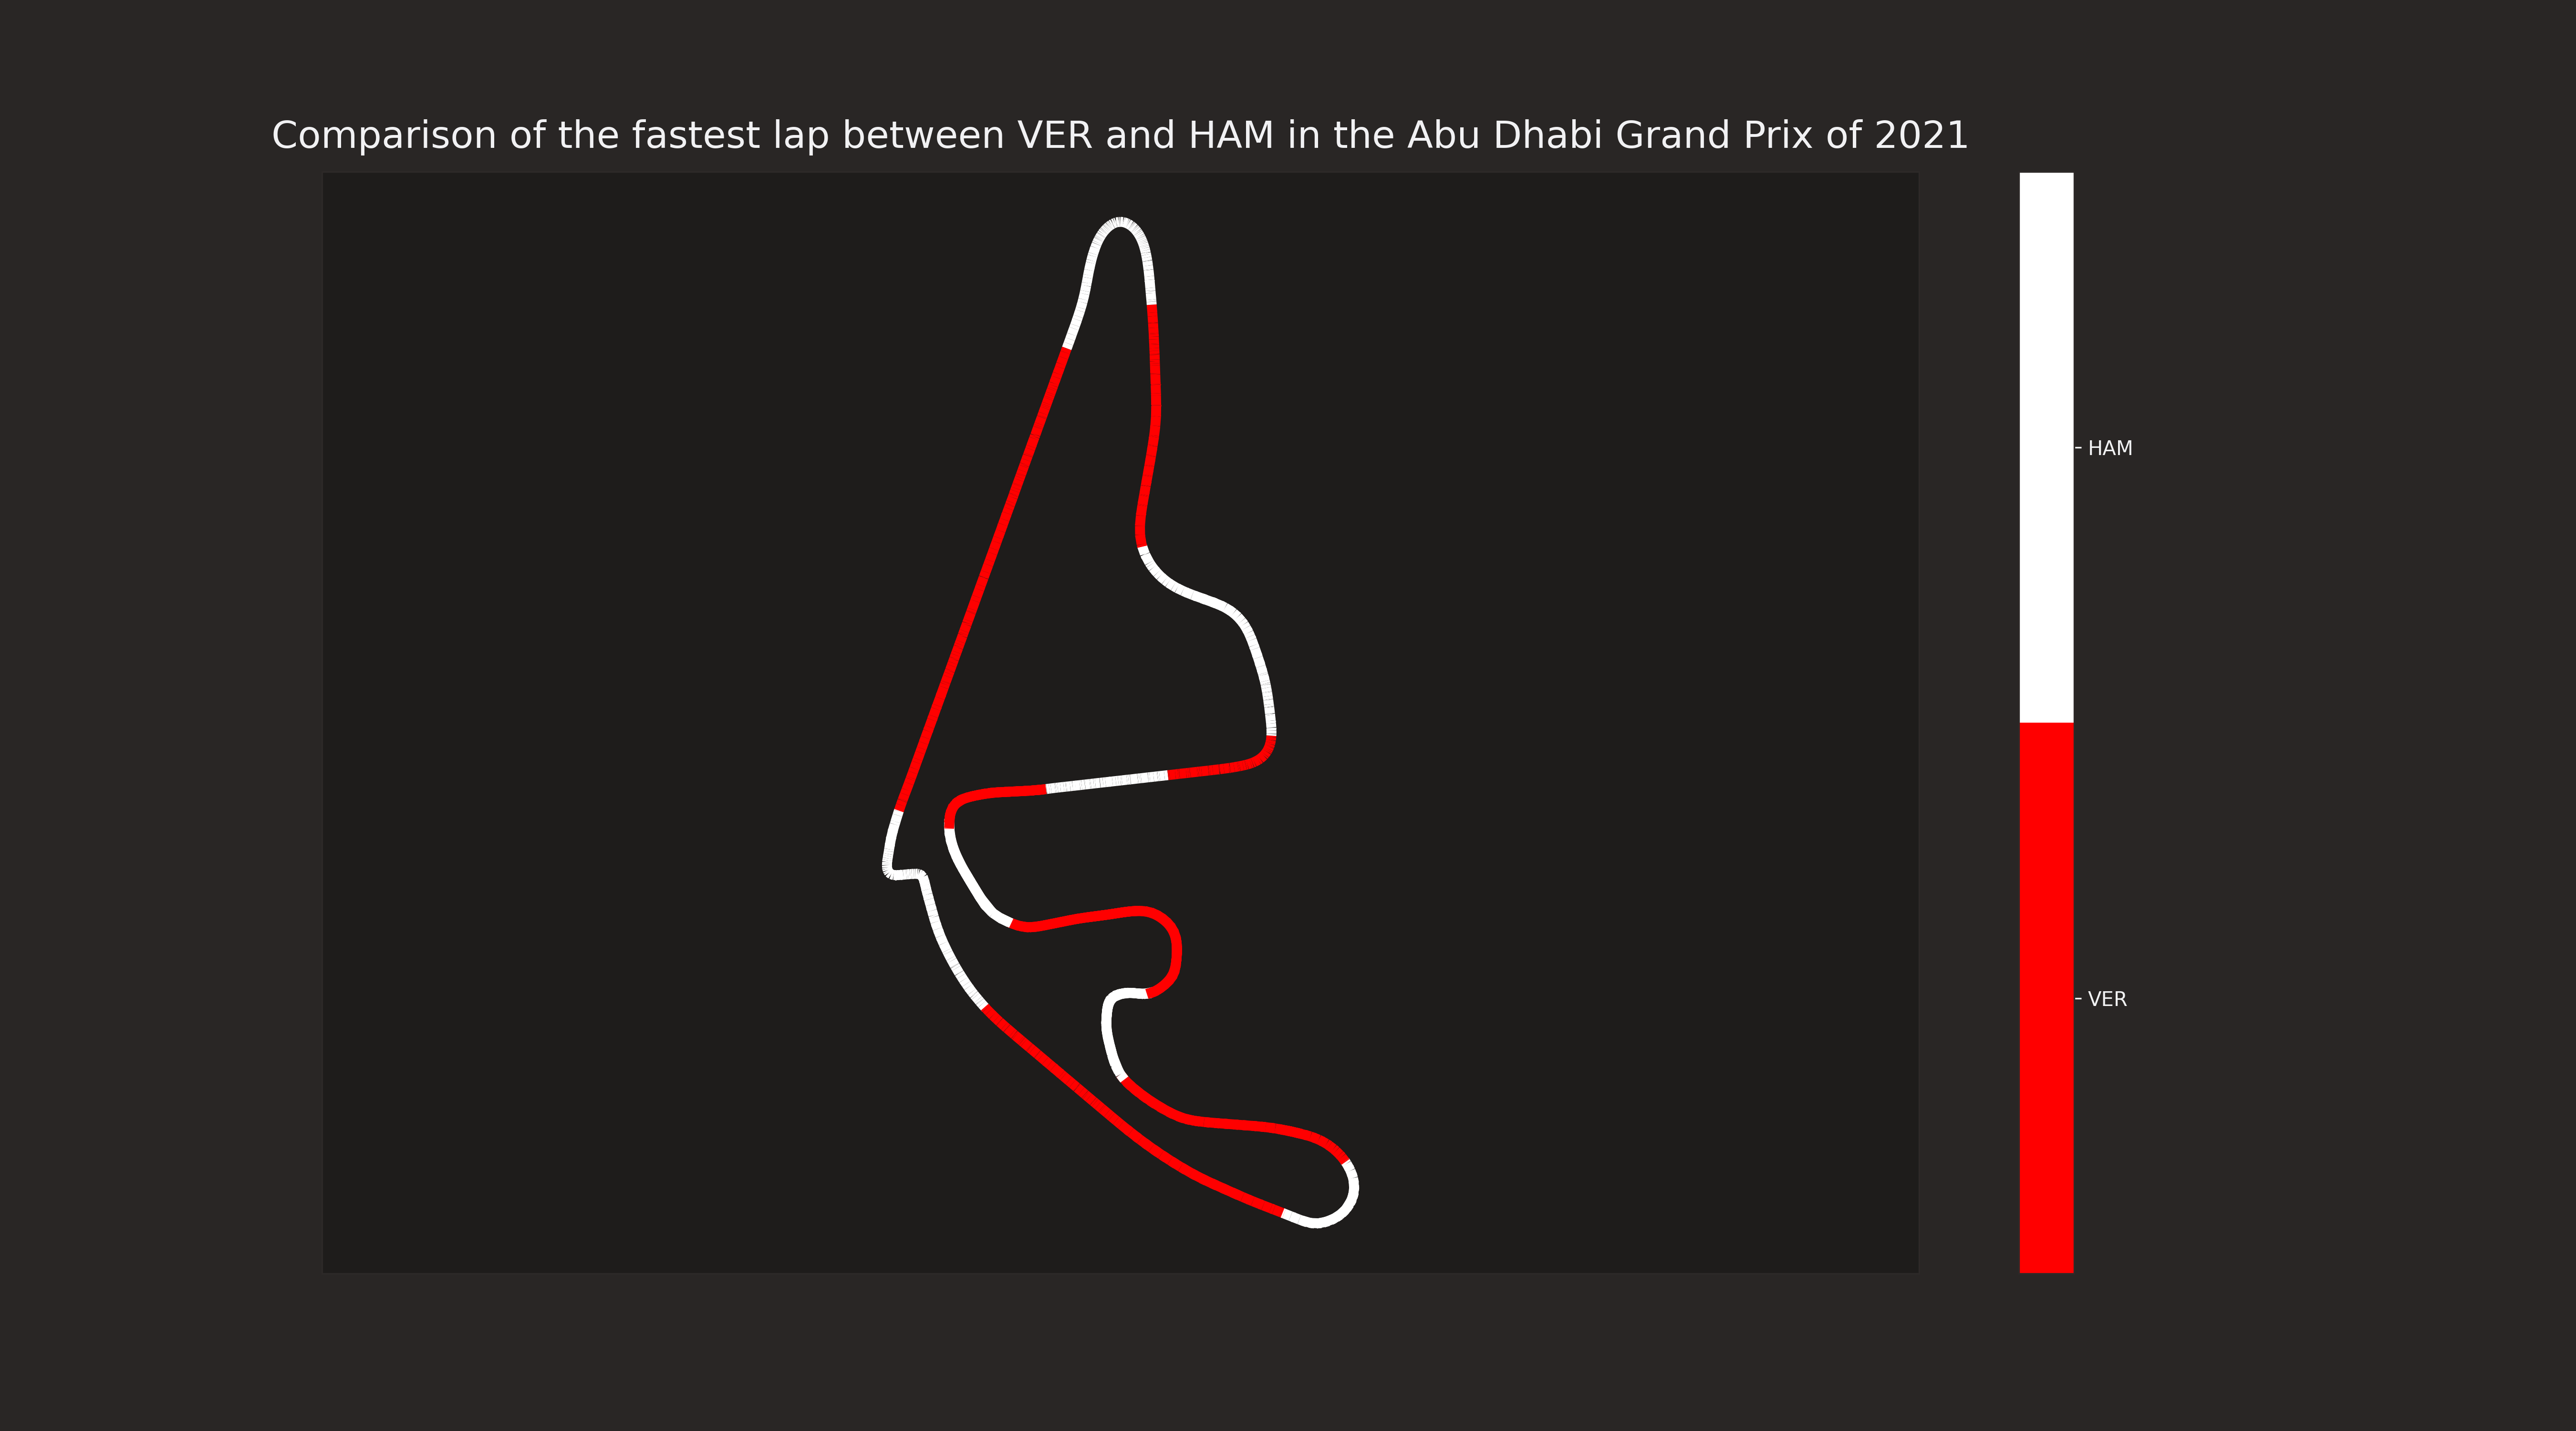 Comparison of the fastest lap between VER and HAM in the Abu Dhabi Grand Prix of 2021
HAM
VER